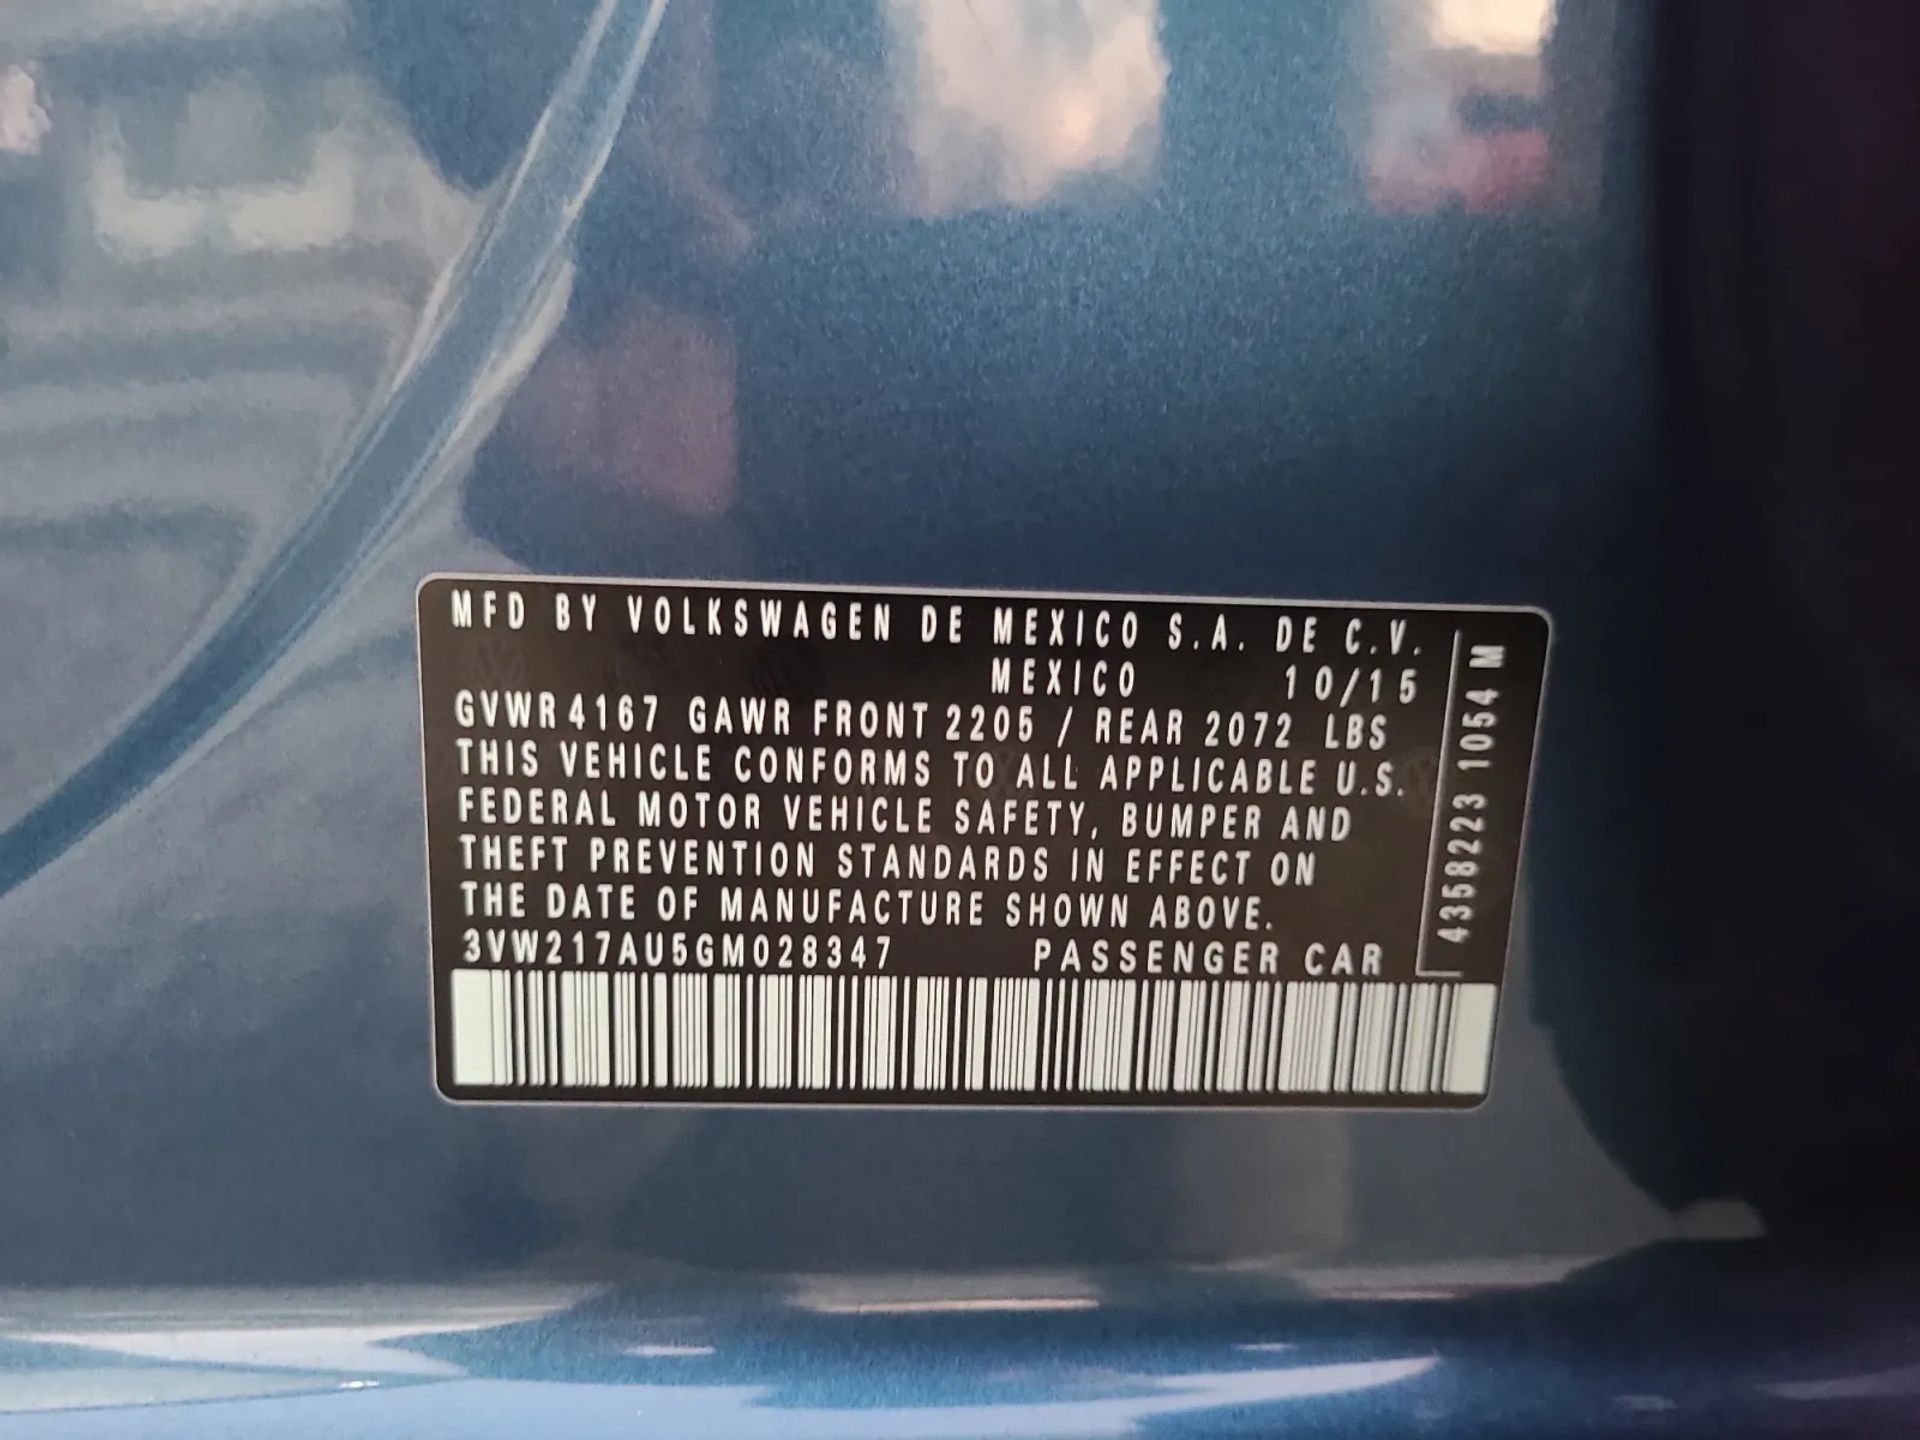 MFD BY VOLKSWAGEN DE MEXICO S.A. DE C.V.
MEXICO 10/15
GVWR 4167 GAWR FRONT 2205 / REAR 2072 LBS
THIS VEHICLE CONFORMS TO ALL APPLICABLE U.S.
FEDERAL MOTOR VEHICLE SAFETY, BUMPER AND
THEFT PREVENTION STANDARDS IN EFFECT ON
THE DATE OF MANUFACTURE SHOWN ABOVE.
3VW217AU5GM028347 PASSENGER CAR
4358223 1054 M